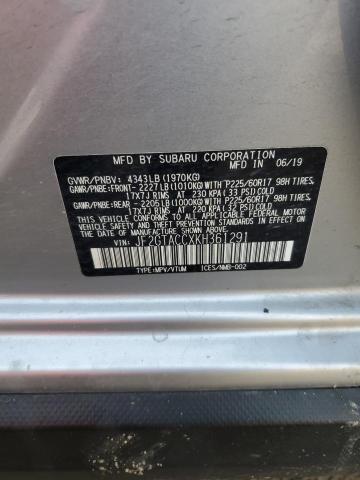 MFD BY SUBARU CORPORATION
MFD IN 06/19
GVWR/PNBV: 4343LB (1970KG)
GAWR/PNBE:FRONT- 2227LB(1010KG)WITH P225/60R17 98H TIRES,
17X7J RIMS AT 230 KPA( 33 PSI)COLD
GAWR/PNBE:REAR - 2205LB(1000KG)WITH P225/60R17 98H TIRES,
17X7J RIMS AT 220 KPA( 32 PSI)COLD
THIS VEHICLE CONFORMS TO ALL APPLICABLE FEDERAL MOTOR
VEHICLE SAFETY AND BUMPER STANDARDS IN EFFECT ON THE
DATE OF MANUFACTURE SHOWN ABOVE.
VIN: JF2GTACCXKH361291
TYPE:MPV/VTUM ICES/NMB-002